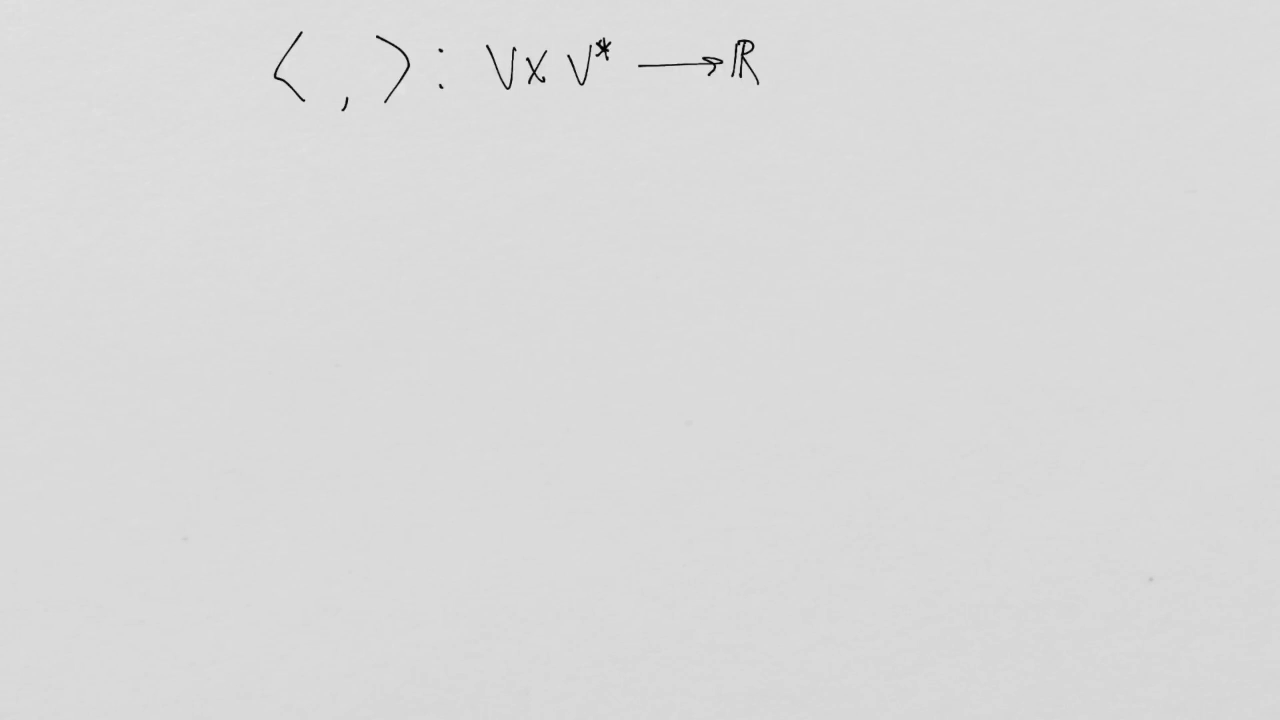 ⟨ , ⟩ : V × V* ⟶ ℝ